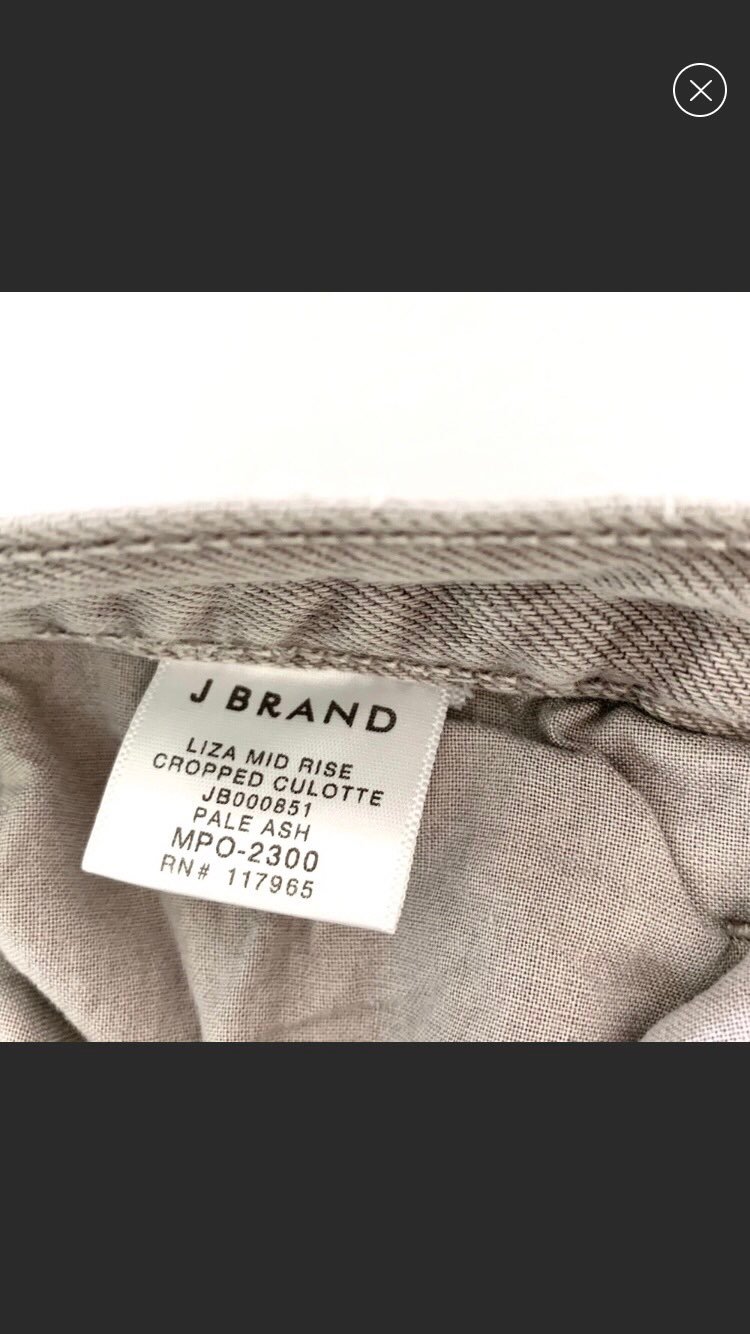 J BRAND
LIZA MID RISE
CROPPED CULOTTE
JB000851
PALE ASH
MPO-2300
RN# 117965